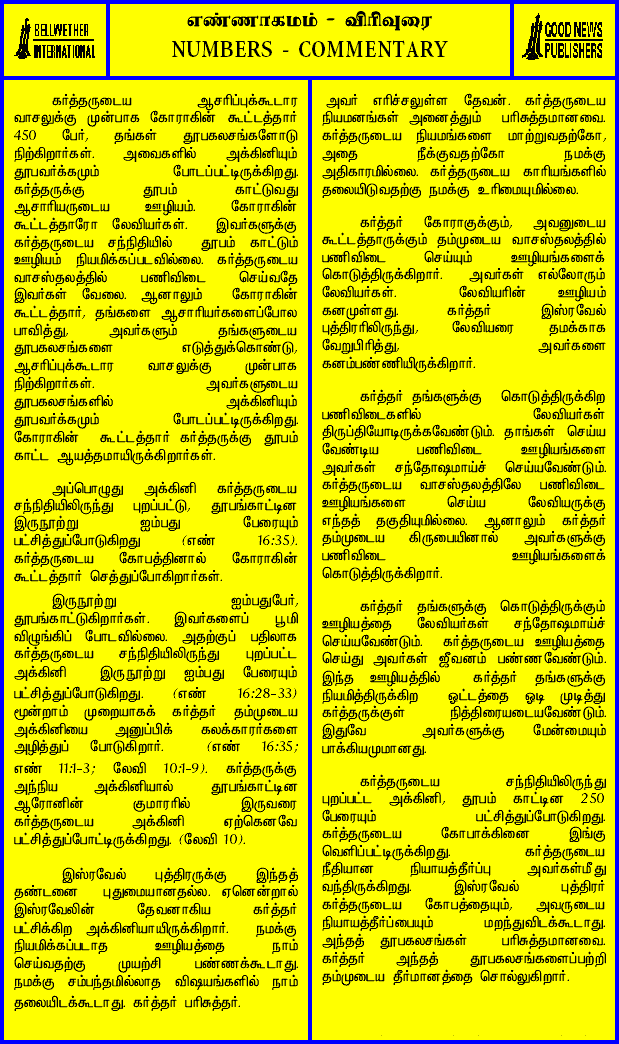 BELLWETHER
INTERNATIONAL
எண்ணாகமம் - விரிவுரை
NUMBERS - COMMENTARY
GOOD NEWS
PUBLISHERS
கர்த்தருடைய ஆசரிப்புக்கூடார
வாசலுக்கு முன்பாக கோராகின் கூட்டத்தார்
450 பேர், தங்கள் தூபகலசங்களோடு
நிற்கிறார்கள். அவைகளில் அக்கினியும்
தூபவர்க்கமும் போடப்பட்டிருக்கிறது.
கர்த்தருக்கு தூபம் காட்டுவது
ஆசாரியருடைய ஊழியம். கோராகின்
கூட்டத்தாரோ லேவியர்கள். இவர்களுக்கு
கர்த்தருடைய சந்நிதியில் தூபம் காட்டும்
ஊழியம் நியமிக்கப்படவில்லை. கர்த்தருடைய
வாசஸ்தலத்தில் பணிவிடை செய்வதே
இவர்கள் வேலை. ஆனாலும் கோராகின்
கூட்டத்தார், தங்களை ஆசாரியர்களைப்போல
பாவித்து, அவர்களும் தங்களுடைய
தூபகலசங்களை எடுத்துக்கொண்டு,
ஆசரிப்புக்கூடார வாசலுக்கு முன்பாக
நிற்கிறார்கள். அவர்களுடைய
தூபகலசங்களில் அக்கினியும்
தூபவர்க்கமும் போடப்பட்டிருக்கிறது.
கோராகின் கூட்டத்தார் கர்த்தருக்கு தூபம்
காட்ட ஆயத்தமாயிருக்கிறார்கள்.
அப்பொழுது அக்கினி கர்த்தருடைய
சந்நிதியிலிருந்து புறப்பட்டு, தூபங்காட்டின
இருநூற்று ஐம்பது பேரையும்
பட்சித்துப்போடுகிறது (எண் 16:35).
கர்த்தருடைய கோபத்தினால் கோராகின்
கூட்டத்தார் செத்துப்போகிறார்கள்.
இருநூற்று ஐம்பதுபேர்,
தூபங்காட்டுகிறார்கள். இவர்களைப் பூமி
விழுங்கிப் போடவில்லை. அதற்குப் பதிலாக
கர்த்தருடைய சந்நிதியிலிருந்து புறப்பட்ட
அக்கினி இருநூற்று ஐம்பது பேரையும்
பட்சித்துப்போடுகிறது. (எண் 16:28-33)
மூன்றாம் முறையாகக் கர்த்தர் தம்முடைய
அக்கினியை அனுப்பிக் கலக்காரர்களை
அழித்துப் போடுகிறார். (எண் 16:35;
எண் 11:1-3; லேவி 10:1-9). கர்த்தருக்கு
அந்நிய அக்கினியால் தூபங்காட்டின
ஆரோனின் குமாரரில் இருவரை
கர்த்தருடைய அக்கினி ஏற்கெனவே
பட்சித்துப்போட்டிருக்கிறது. (லேவி 10).
இஸ்ரவேல் புத்திரருக்கு இந்தத்
தண்டனை புதுமையானதல்ல. ஏனென்றால்
இஸ்ரவேலின் தேவனாகிய கர்த்தர்
பட்சிக்கிற அக்கினியாயிருக்கிறார். நமக்கு
நியமிக்கப்படாத ஊழியத்தை நாம்
செய்வதற்கு முயற்சி பண்ணக்கூடாது.
நமக்கு சம்பந்தமில்லாத விஷயங்களில் நாம்
தலையிடக்கூடாது. கர்த்தர் பரிசுத்தர்.
அவர் எரிச்சலுள்ள தேவன். கர்த்தருடைய
நியமனங்கள் அனைத்தும் பரிசுத்தமானவை.
கர்த்தருடைய நியமங்களை மாற்றுவதற்கோ,
அதை நீக்குவதற்கோ நமக்கு
அதிகாரமில்லை. கர்த்தருடைய காரியங்களில்
தலையிடுவதற்கு நமக்கு உரிமையுமில்லை.
கர்த்தர் கோராகுக்கும், அவனுடைய
கூட்டத்தாருக்கும் தம்முடைய வாசஸ்தலத்தில்
பணிவிடை செய்யும் ஊழியங்களைக்
கொடுத்திருக்கிறார். அவர்கள் எல்லோரும்
லேவியர்கள். லேவியரின் ஊழியம்
கனமுள்ளது. கர்த்தர் இஸ்ரவேல்
புத்திரரிலிருந்து, லேவியரை தமக்காக
வேறுபிரித்து, அவர்களை
கனம்பண்ணியிருக்கிறார்.
கர்த்தர் தங்களுக்கு கொடுத்திருக்கிற
பணிவிடைகளில் லேவியர்கள்
திருப்தியோடிருக்கவேண்டும். தாங்கள் செய்ய
வேண்டிய பணிவிடை ஊழியங்களை
அவர்கள் சந்தோஷமாய்ச் செய்யவேண்டும்.
கர்த்தருடைய வாசஸ்தலத்திலே பணிவிடை
ஊழியங்களை செய்ய லேவியருக்கு
எந்தத் தகுதியுமில்லை. ஆனாலும் கர்த்தர்
தம்முடைய கிருபையினால் அவர்களுக்கு
பணிவிடை ஊழியங்களைக்
கொடுத்திருக்கிறார்.
கர்த்தர் தங்களுக்கு கொடுத்திருக்கும்
ஊழியத்தை லேவியர்கள் சந்தோஷமாய்ச்
செய்யவேண்டும். கர்த்தருடைய ஊழியத்தை
செய்து அவர்கள் ஜீவனம் பண்ணவேண்டும்.
இந்த ஊழியத்தில் கர்த்தர் தங்களுக்கு
நியமித்திருக்கிற ஓட்டத்தை ஓடி முடித்து
கர்த்தருக்குள் நித்திரையடையவேண்டும்.
இதுவே அவர்களுக்கு மேன்மையும்
பாக்கியமுமானது.
கர்த்தருடைய சந்நிதியிலிருந்து
புறப்பட்ட அக்கினி, தூபம் காட்டின 250
பேரையும் பட்சித்துப்போடுகிறது.
கர்த்தருடைய கோபாக்கினை இங்கு
வெளிப்பட்டிருக்கிறது. கர்த்தருடைய
நீதியான நியாயத்தீர்ப்பு அவர்கள்மீது
வந்திருக்கிறது. இஸ்ரவேல் புத்திரர்
கர்த்தருடைய கோபத்தையும், அவருடைய
நியாயத்தீர்ப்பையும் மறந்துவிடக்கூடாது.
அந்தத் தூபகலசங்கள் பரிசுத்தமானவை.
கர்த்தர் அந்தத் தூபகலசங்களைப்பற்றி
தம்முடைய தீர்மானத்தை சொல்லுகிறார்.